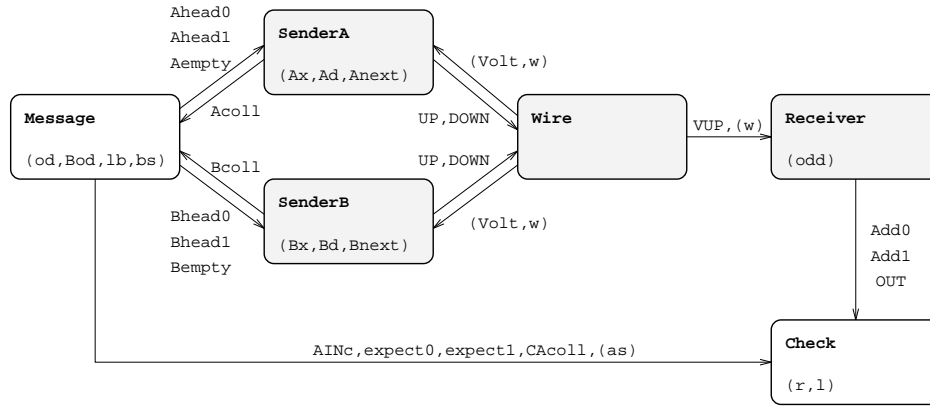 Ahead0
Ahead1
Aempty
SenderA
(Ax,Ad,Anext)
(Volt,w)
Acoll
UP,DOWN
Message
(od,Bod,lb,bs)
Wire
VUP,(w)
Receiver
(odd)
Bcoll
UP,DOWN
Bhead0
Bhead1
Bempty
SenderB
(Bx,Bd,Bnext)
(Volt,w)
Add0
Add1
OUT
AINc,expect0,expect1,CAcoll,(as)
Check
(r,l)